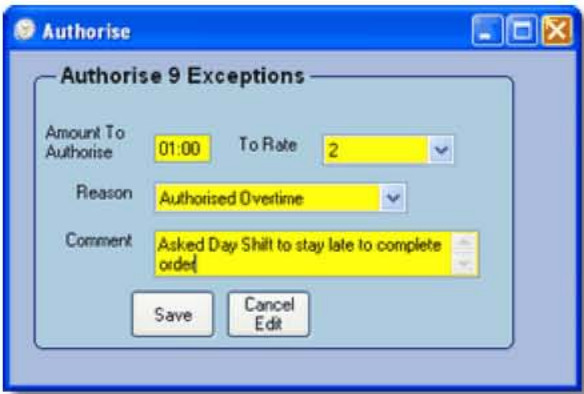 Authorise
Authorise 9 Exceptions
Amount To
Authorise
01:00
To Rate
2
Reason
Authorised Overtime
Comment
Asked Day Shift to stay late to complete
order
Save
Cancel
Edit